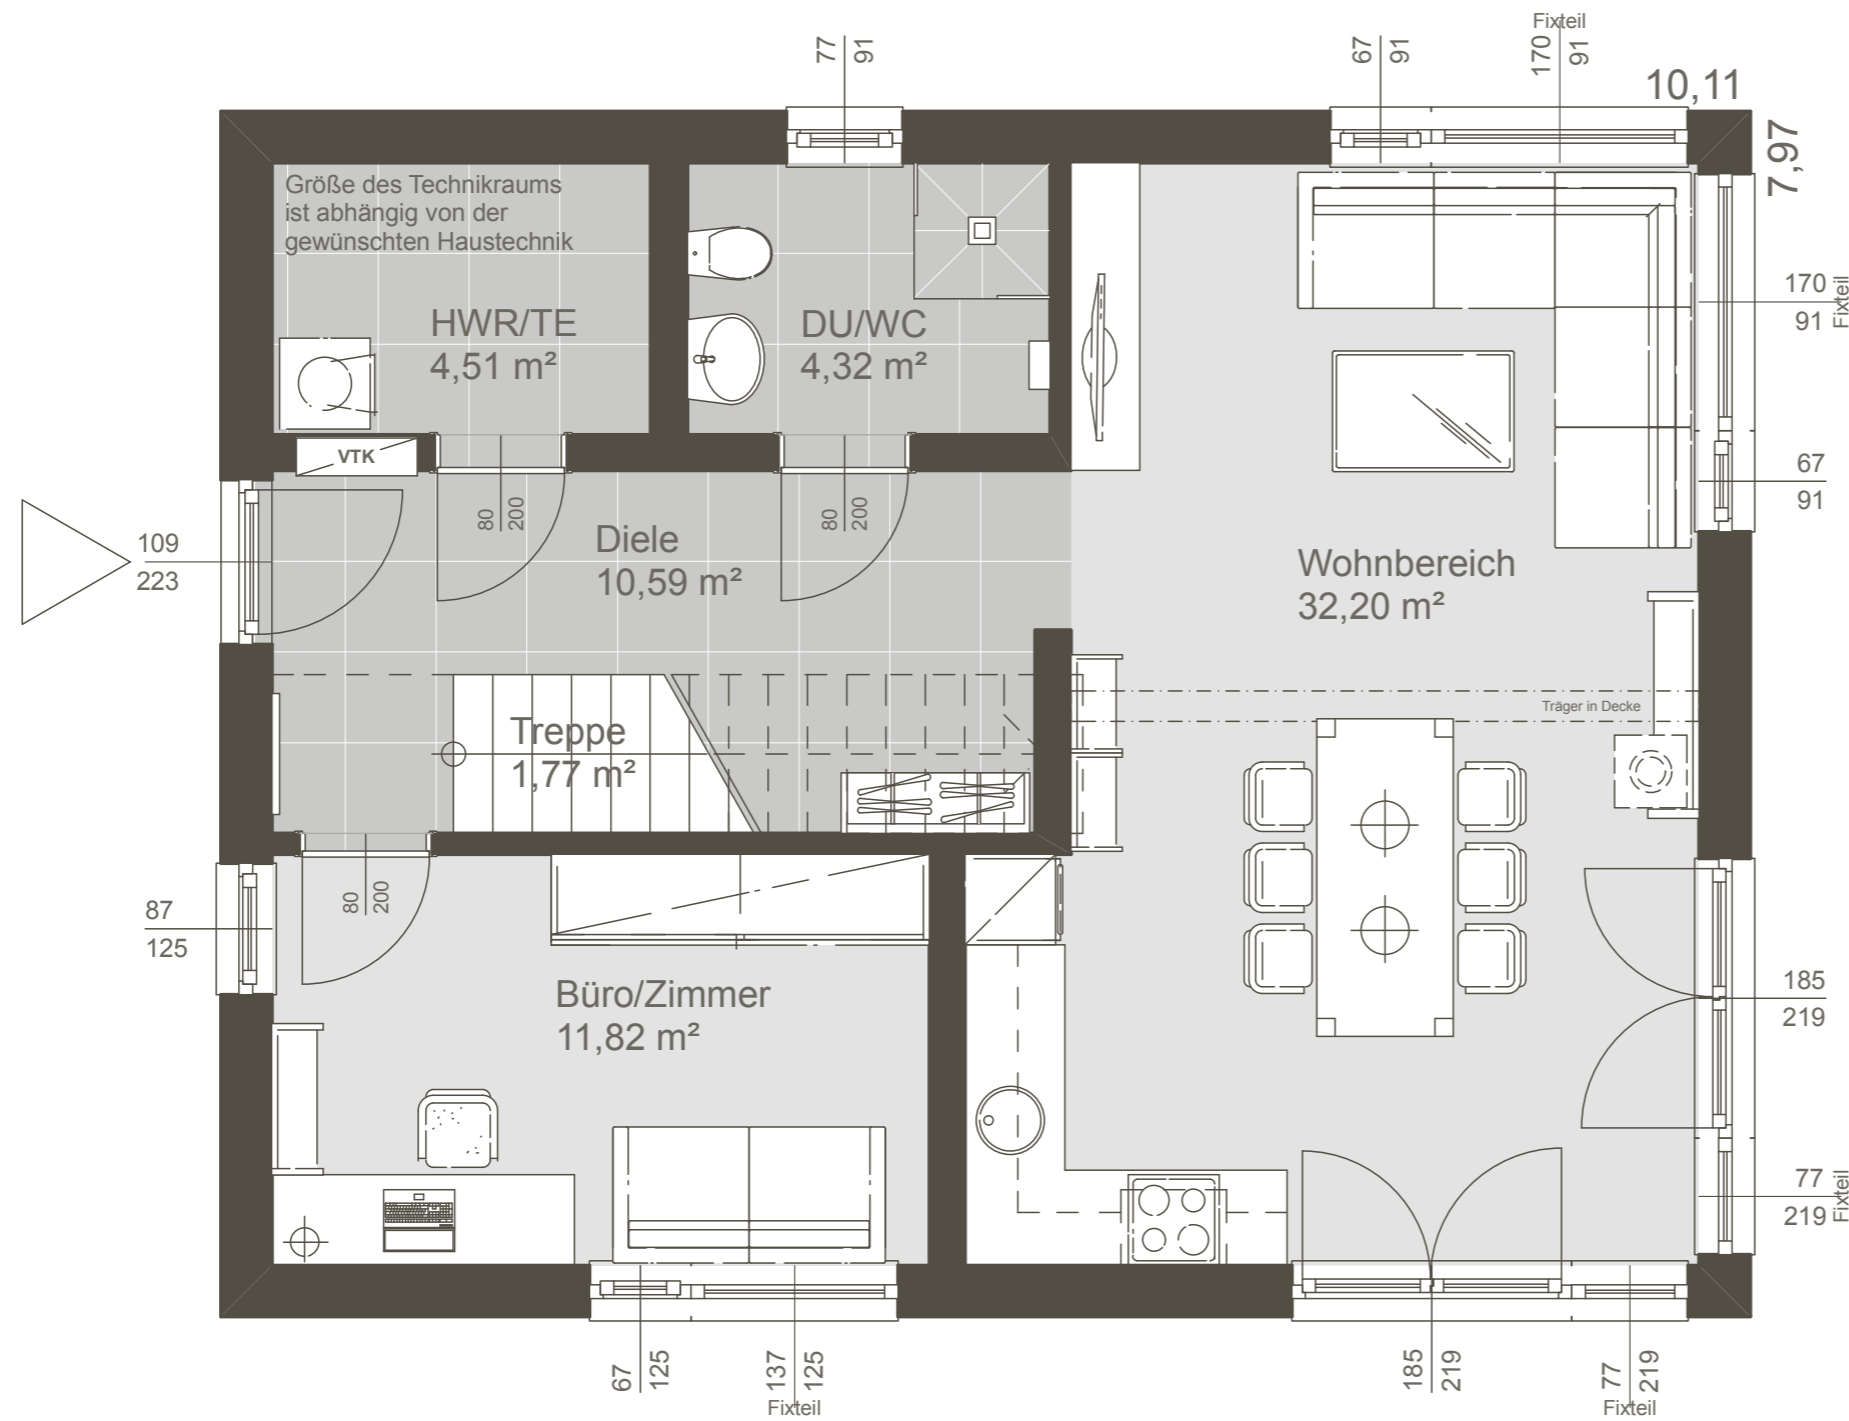 Fixteil
77
91
67
91
170
91
10,11
7,97
Größe des Technikraums
ist abhängig von der
gewünschten Haustechnik
HWR/TE
4,51 m²
DU/WC
4,32 m²
170
91
Fixteil
VTK
67
91
80
200
80
200
109
223
Diele
10,59 m²
Wohnbereich
32,20 m²
Träger in Decke
Treppe
1,77 m²
80
200
87
125
Büro/Zimmer
11,82 m²
185
219
77
219
Fixteil
67
125
137
125
Fixteil
185
219
77
219
Fixteil